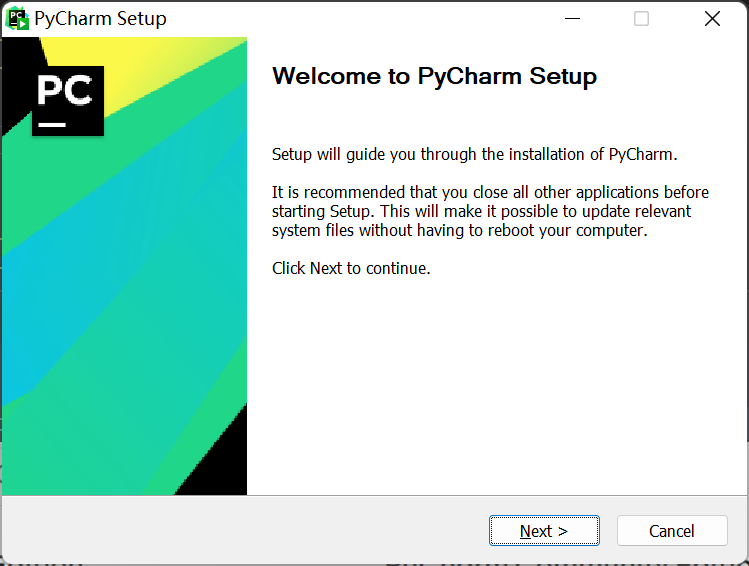 PyCharm Setup
PC
Welcome to PyCharm Setup
Setup will guide you through the installation of PyCharm.
It is recommended that you close all other applications before
starting Setup. This will make it possible to update relevant
system files without having to reboot your computer.
Click Next to continue.
Next >
Cancel